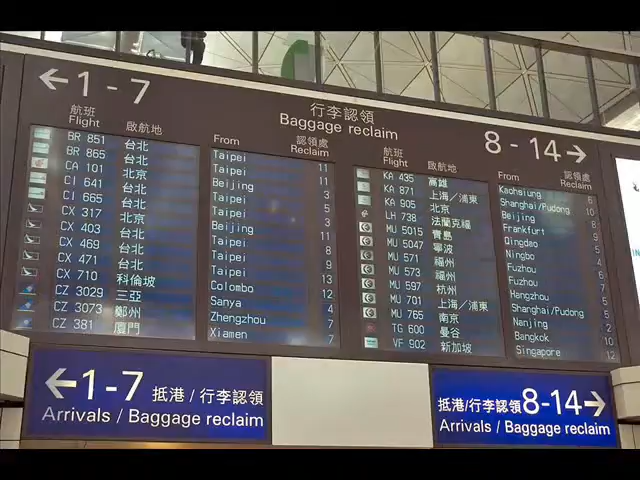 ← 1 - 7
行李認領
Baggage reclaim
8 - 14 →
航班 啟航地 認領處
Flight From Reclaim
BR 851 台北 Taipei 11
BR 865 台北 Taipei 11
CA 101 北京 Beijing 3
CI 641 台北 Taipei 5
CI 665 台北 Taipei 3
CX 317 北京 Beijing 11
CX 403 台北 Taipei 8
CX 469 台北 Taipei 9
CX 471 台北 Taipei 13
CX 710 科倫坡 Colombo 12
CZ 3029 三亞 Sanya 4
CZ 3073 鄭州 Zhengzhou 7
CZ 381 廈門 Xiamen 7
航班 啟航地 認領處
Flight From Reclaim
KA 435 高雄 Kaohsiung 6
KA 871 上海／浦東 Shanghai/Pudong 10
KA 905 北京 Beijing
LH 738 法蘭克福 Frankfurt 9
MU 5015 青島 Qingdao 5
MU 5047 寧波 Ningbo 4
MU 571 福州 Fuzhou
MU 573 福州 Fuzhou
MU 597 杭州 Hangzhou
MU 701 上海／浦東 Shanghai/Pudong 5
MU 765 南京 Nanjing 2
TG 600 曼谷 Bangkok 10
VF 902 新加坡 Singapore 12
← 1 - 7 抵港 / 行李認領
Arrivals / Baggage reclaim
抵港/行李認領 8 - 14 →
Arrivals / Baggage reclaim